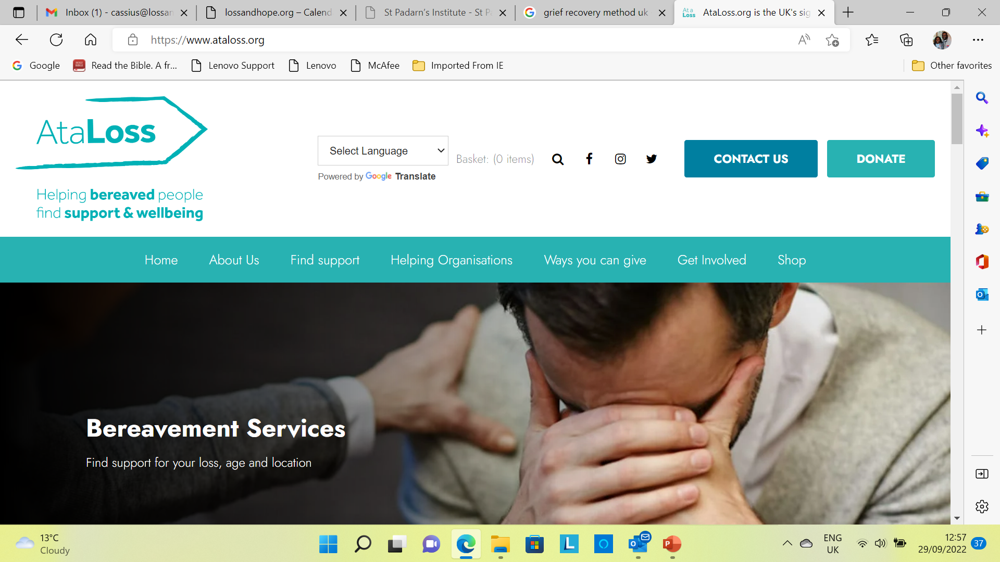 Inbox (1) - cassius@lossan
lossandhope.org – Calend
St Padarn's Institute - St P
grief recovery method uk
At a Loss
AtaLoss.org is the UK's sig
https://www.ataloss.org
Google
Read the Bible. A fr...
Lenovo Support
Lenovo
McAfee
Imported From IE
Other favorites
AtaLoss
Helping bereaved people
find support & wellbeing
Select Language
Powered by Google Translate
Basket: (0 items)
CONTACT US
DONATE
Home
About Us
Find support
Helping Organisations
Ways you can give
Get Involved
Shop
Bereavement Services
Find support for your loss, age and location
13°C
Cloudy
ENG
UK
12:57
29/09/2022
37